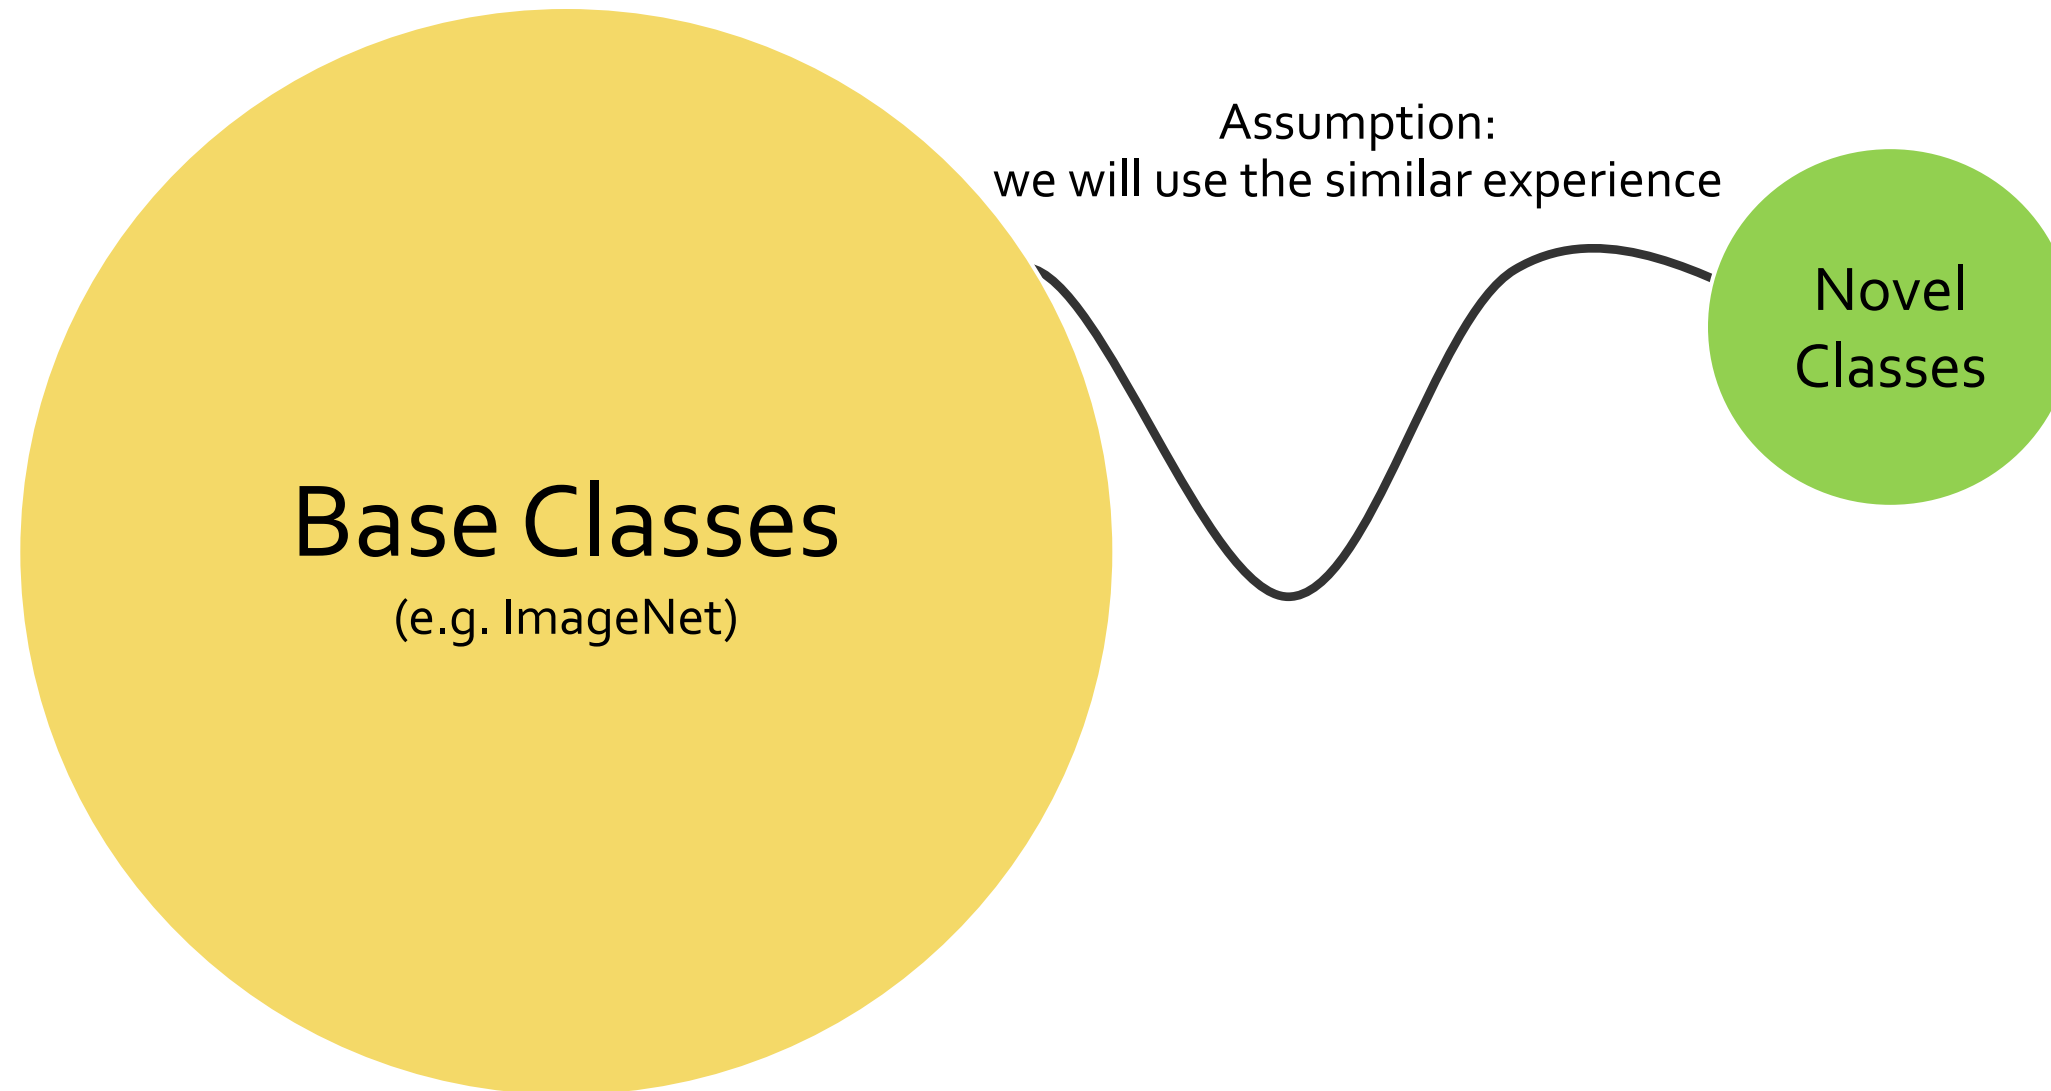 Assumption:
we will use the similar experience
Novel
Classes
Base Classes
(e.g. ImageNet)